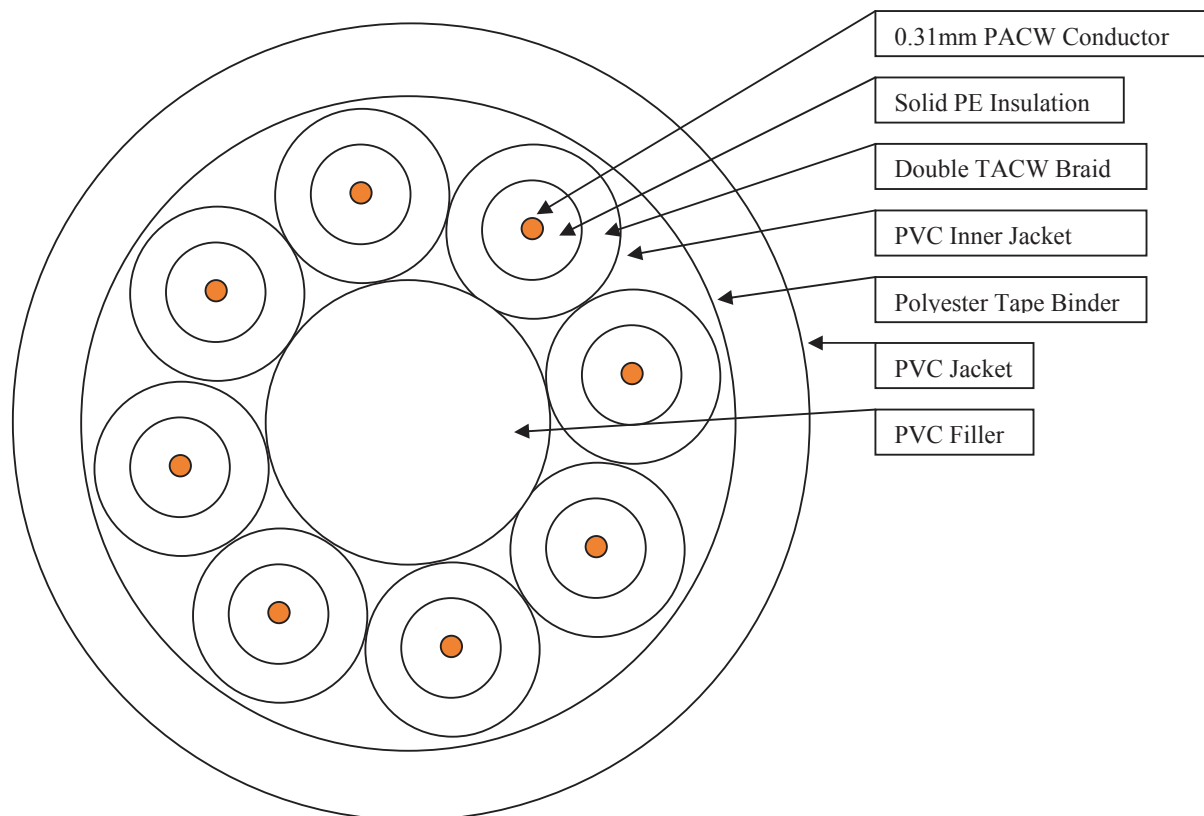 0.31mm PACW Conductor
Solid PE Insulation
Double TACW Braid
PVC Inner Jacket
Polyester Tape Binder
PVC Jacket
PVC Filler